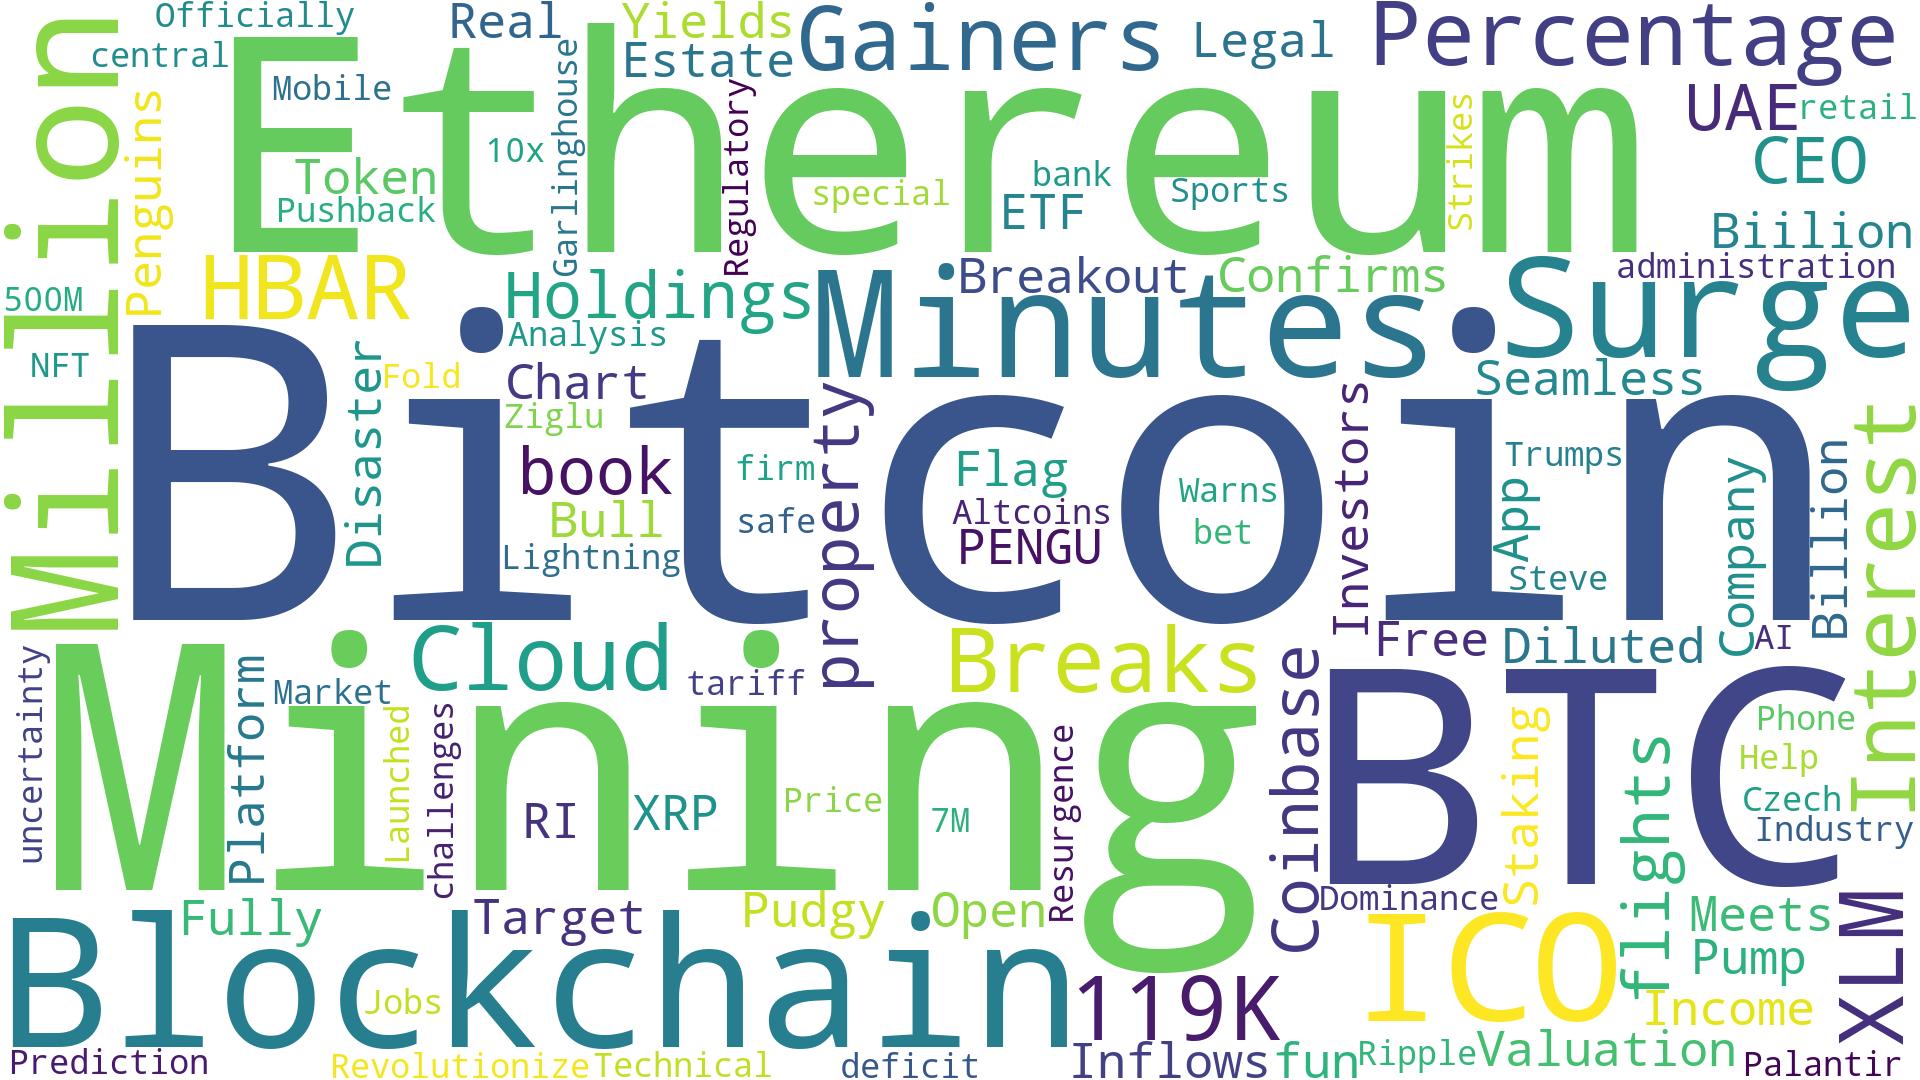 Officially
Real
Yields
Gainers
Legal
Percentage
central
Estate
Ethereum
Million
Mobile
Garlinghouse
Regulatory
Penguins
Strikes
UAE
retail
10x
CEO
Token
bank
special
Sports
Pushback
ETF
Biilion
HBAR
Holdings
Breakout
Confirms
administration
500M
Minutes
Surge
Analysis
Bitcoin
NFT
Disaster
Fold
Chart
Seamless
Ziglu
property
Investors
Interest
book
firm
Flag
Trumps
Warns
Company
Billion
App
Altcoins
Bull
safe
bet
PENGU
Lightning
Steve
Cloud
Breaks
Free
Diluted
AI
uncertainty
Mining
Platform
Market
tariff
Coinbase
BTC
Launched
challenges
Resurgence
Staking
flights
Phone
Help
Price
Czech
RI
XRP
7M
Industry
Dominance
Fully
Target
Pudgy
Open
ICO
Meets
XLM
Blockchain
Pump
119K
Jobs
Income
Prediction
Revolutionize
Technical
deficit
Inflows
fun
Ripple
Valuation
Palantir